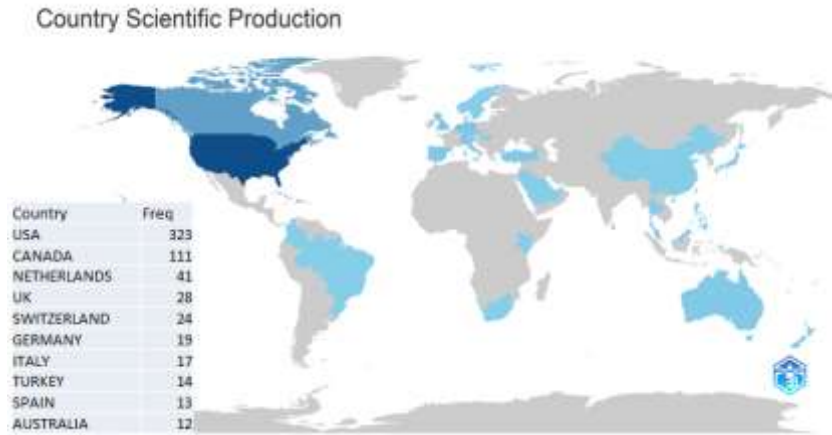 Country Scientific Production
Country Freq
USA 323
CANADA 111
NETHERLANDS 41
UK 28
SWITZERLAND 24
GERMANY 19
ITALY 17
TURKEY 14
SPAIN 13
AUSTRALIA 12